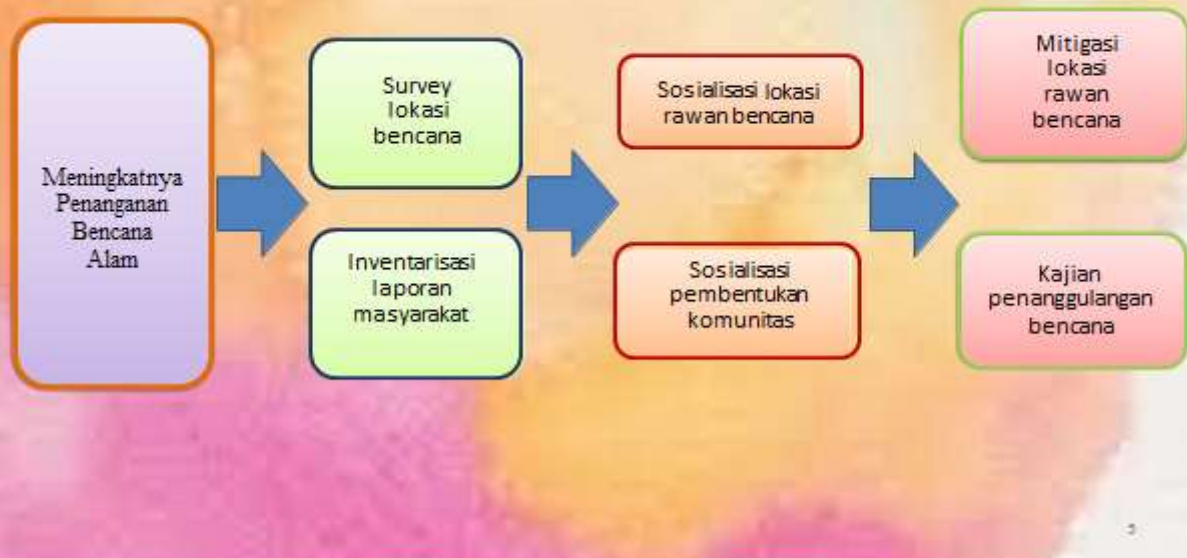 Meningkatnya
Penanganan
Bencana
Alam
Survey
lokasi
bencana
Inventarisasi
laporan
masyarakat
Sosialisasi lokasi
rawan bencana
Sosialisasi
pembentukan
komunitas
Mitigasi
lokasi
rawan
bencana
Kajian
penanggulangan
bencana